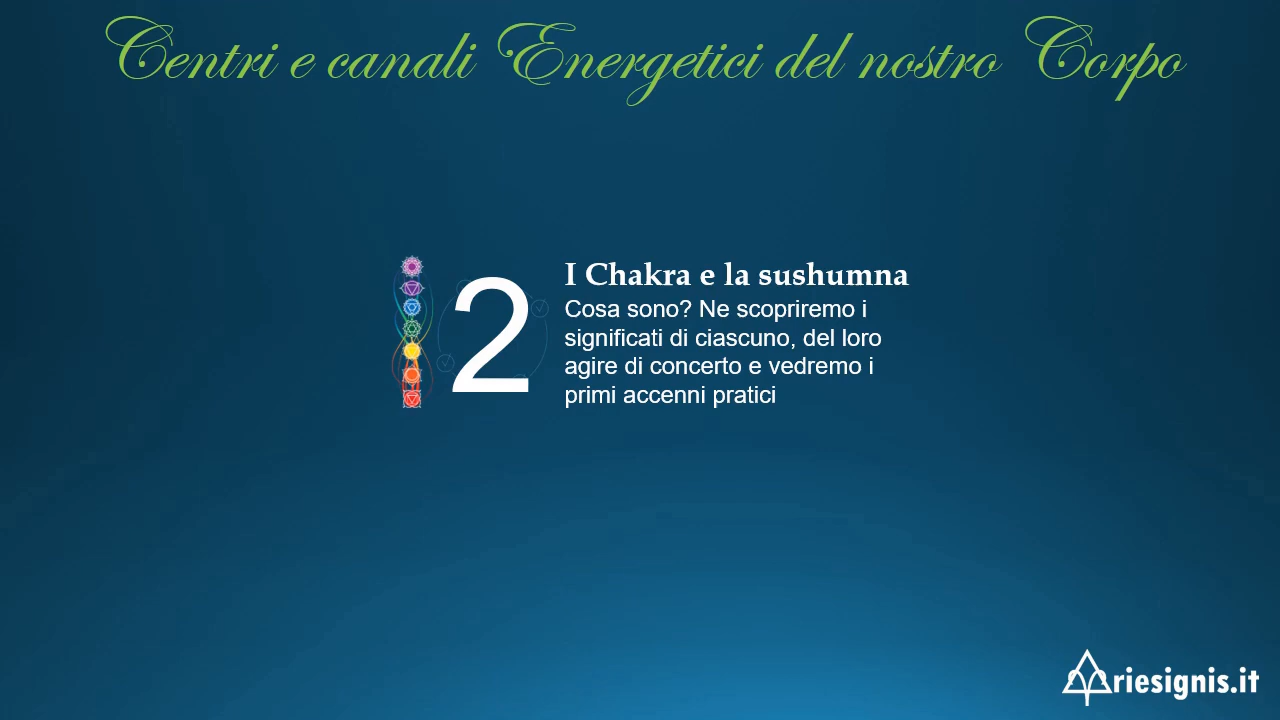 Centri e canali Energetici del nostro Corpo
2
I Chakra e la sushumna
Cosa sono? Ne scopriremo i
significati di ciascuno, del loro
agire di concerto e vedremo i
primi accenni pratici
Ariesignis.it